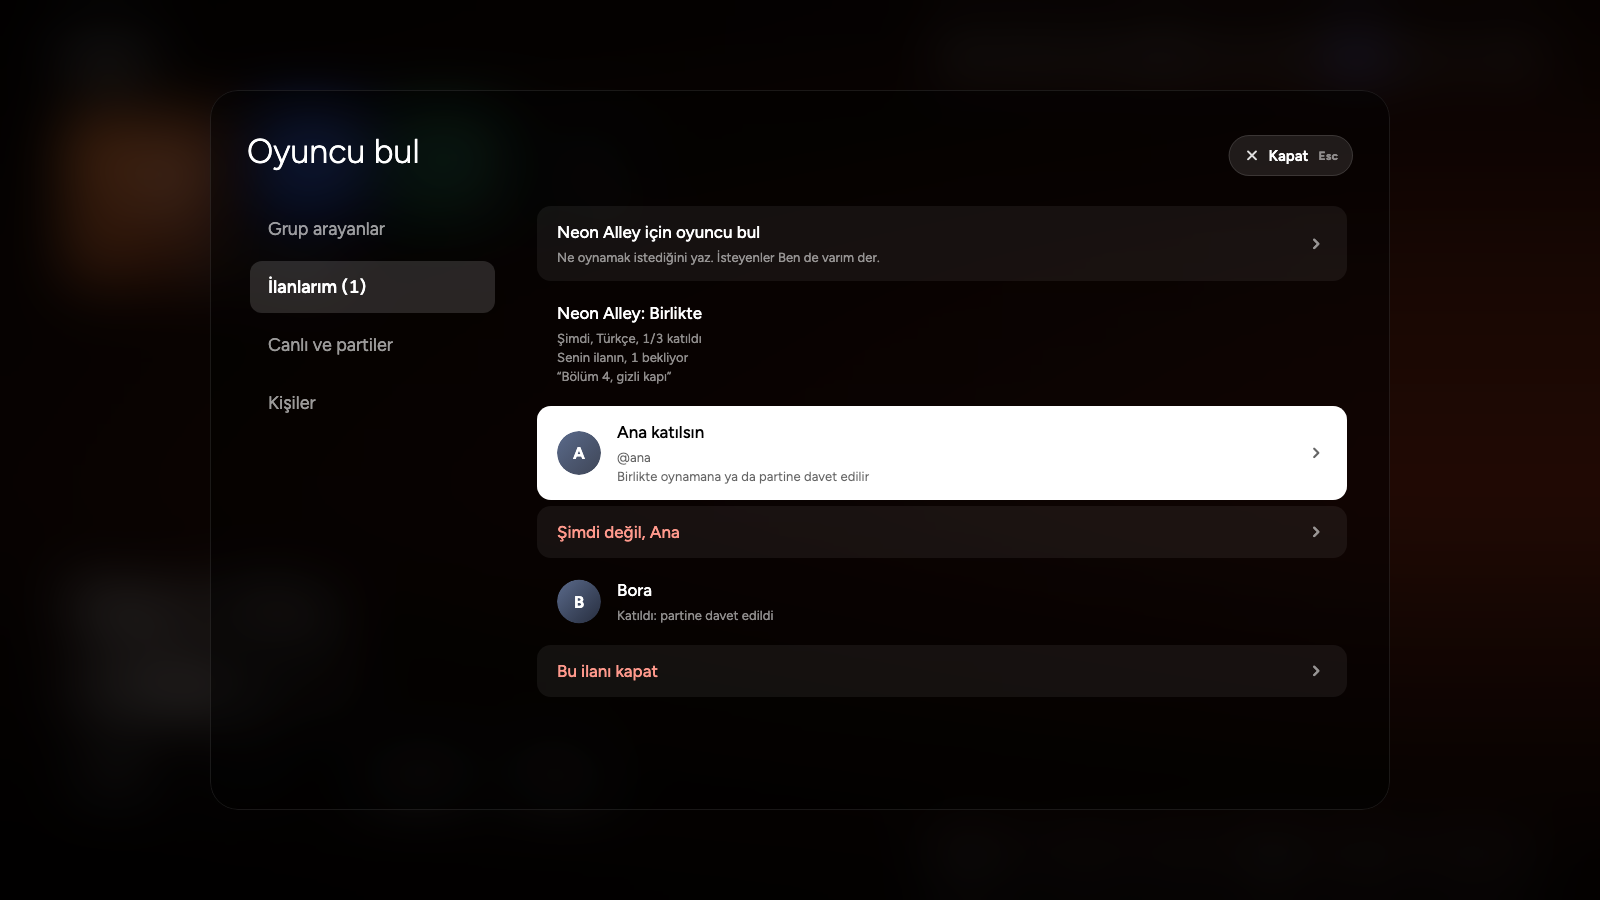 Oyuncu bul
Kapat Esc
Grup arayanlar
İlanlarım (1)
Canlı ve partiler
Kişiler
Neon Alley için oyuncu bul
Ne oynamak istediğini yaz. İsteyenler Ben de varım der.
Neon Alley: Birlikte
Şimdi, Türkçe, 1/3 katıldı
Senin ilanın, 1 bekliyor
“Bölüm 4, gizli kapı”
A
Ana katılsın
@ana
Birlikte oynamana ya da partine davet edilir
Şimdi değil, Ana
B
Bora
Katıldı: partine davet edildi
Bu ilanı kapat